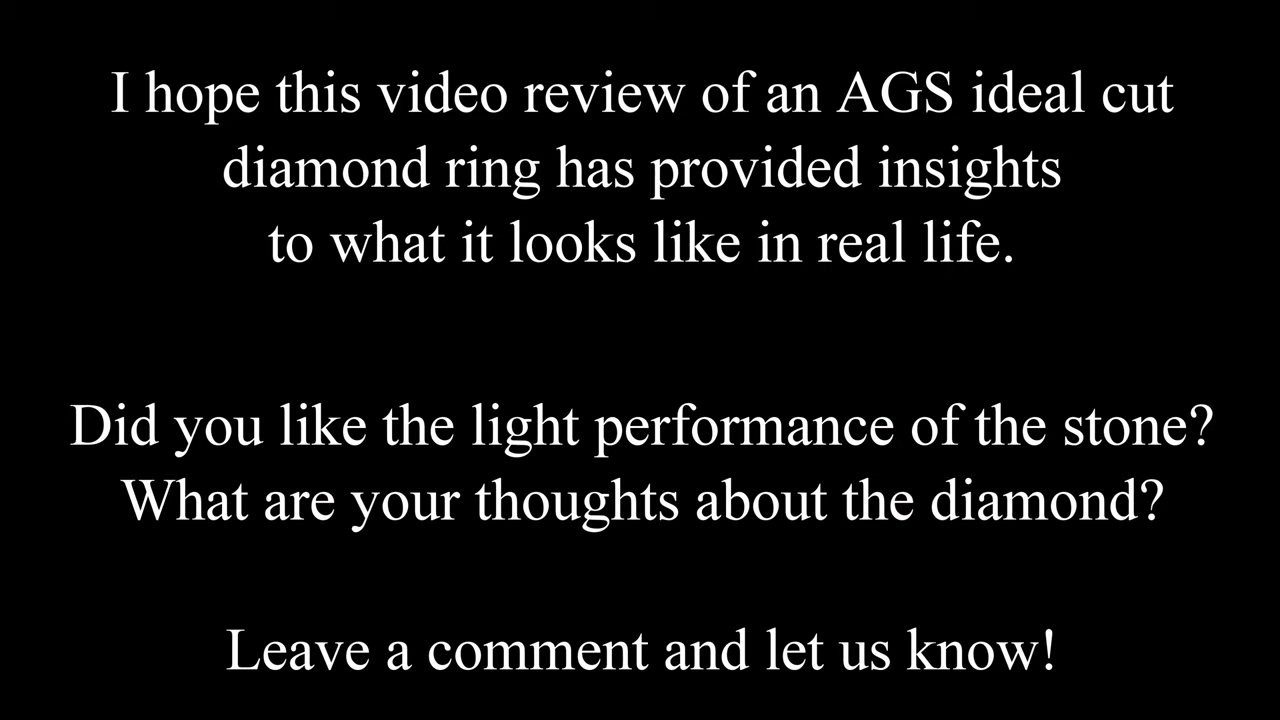 I hope this video review of an AGS ideal cut
diamond ring has provided insights
to what it looks like in real life.
Did you like the light performance of the stone?
What are your thoughts about the diamond?
Leave a comment and let us know!